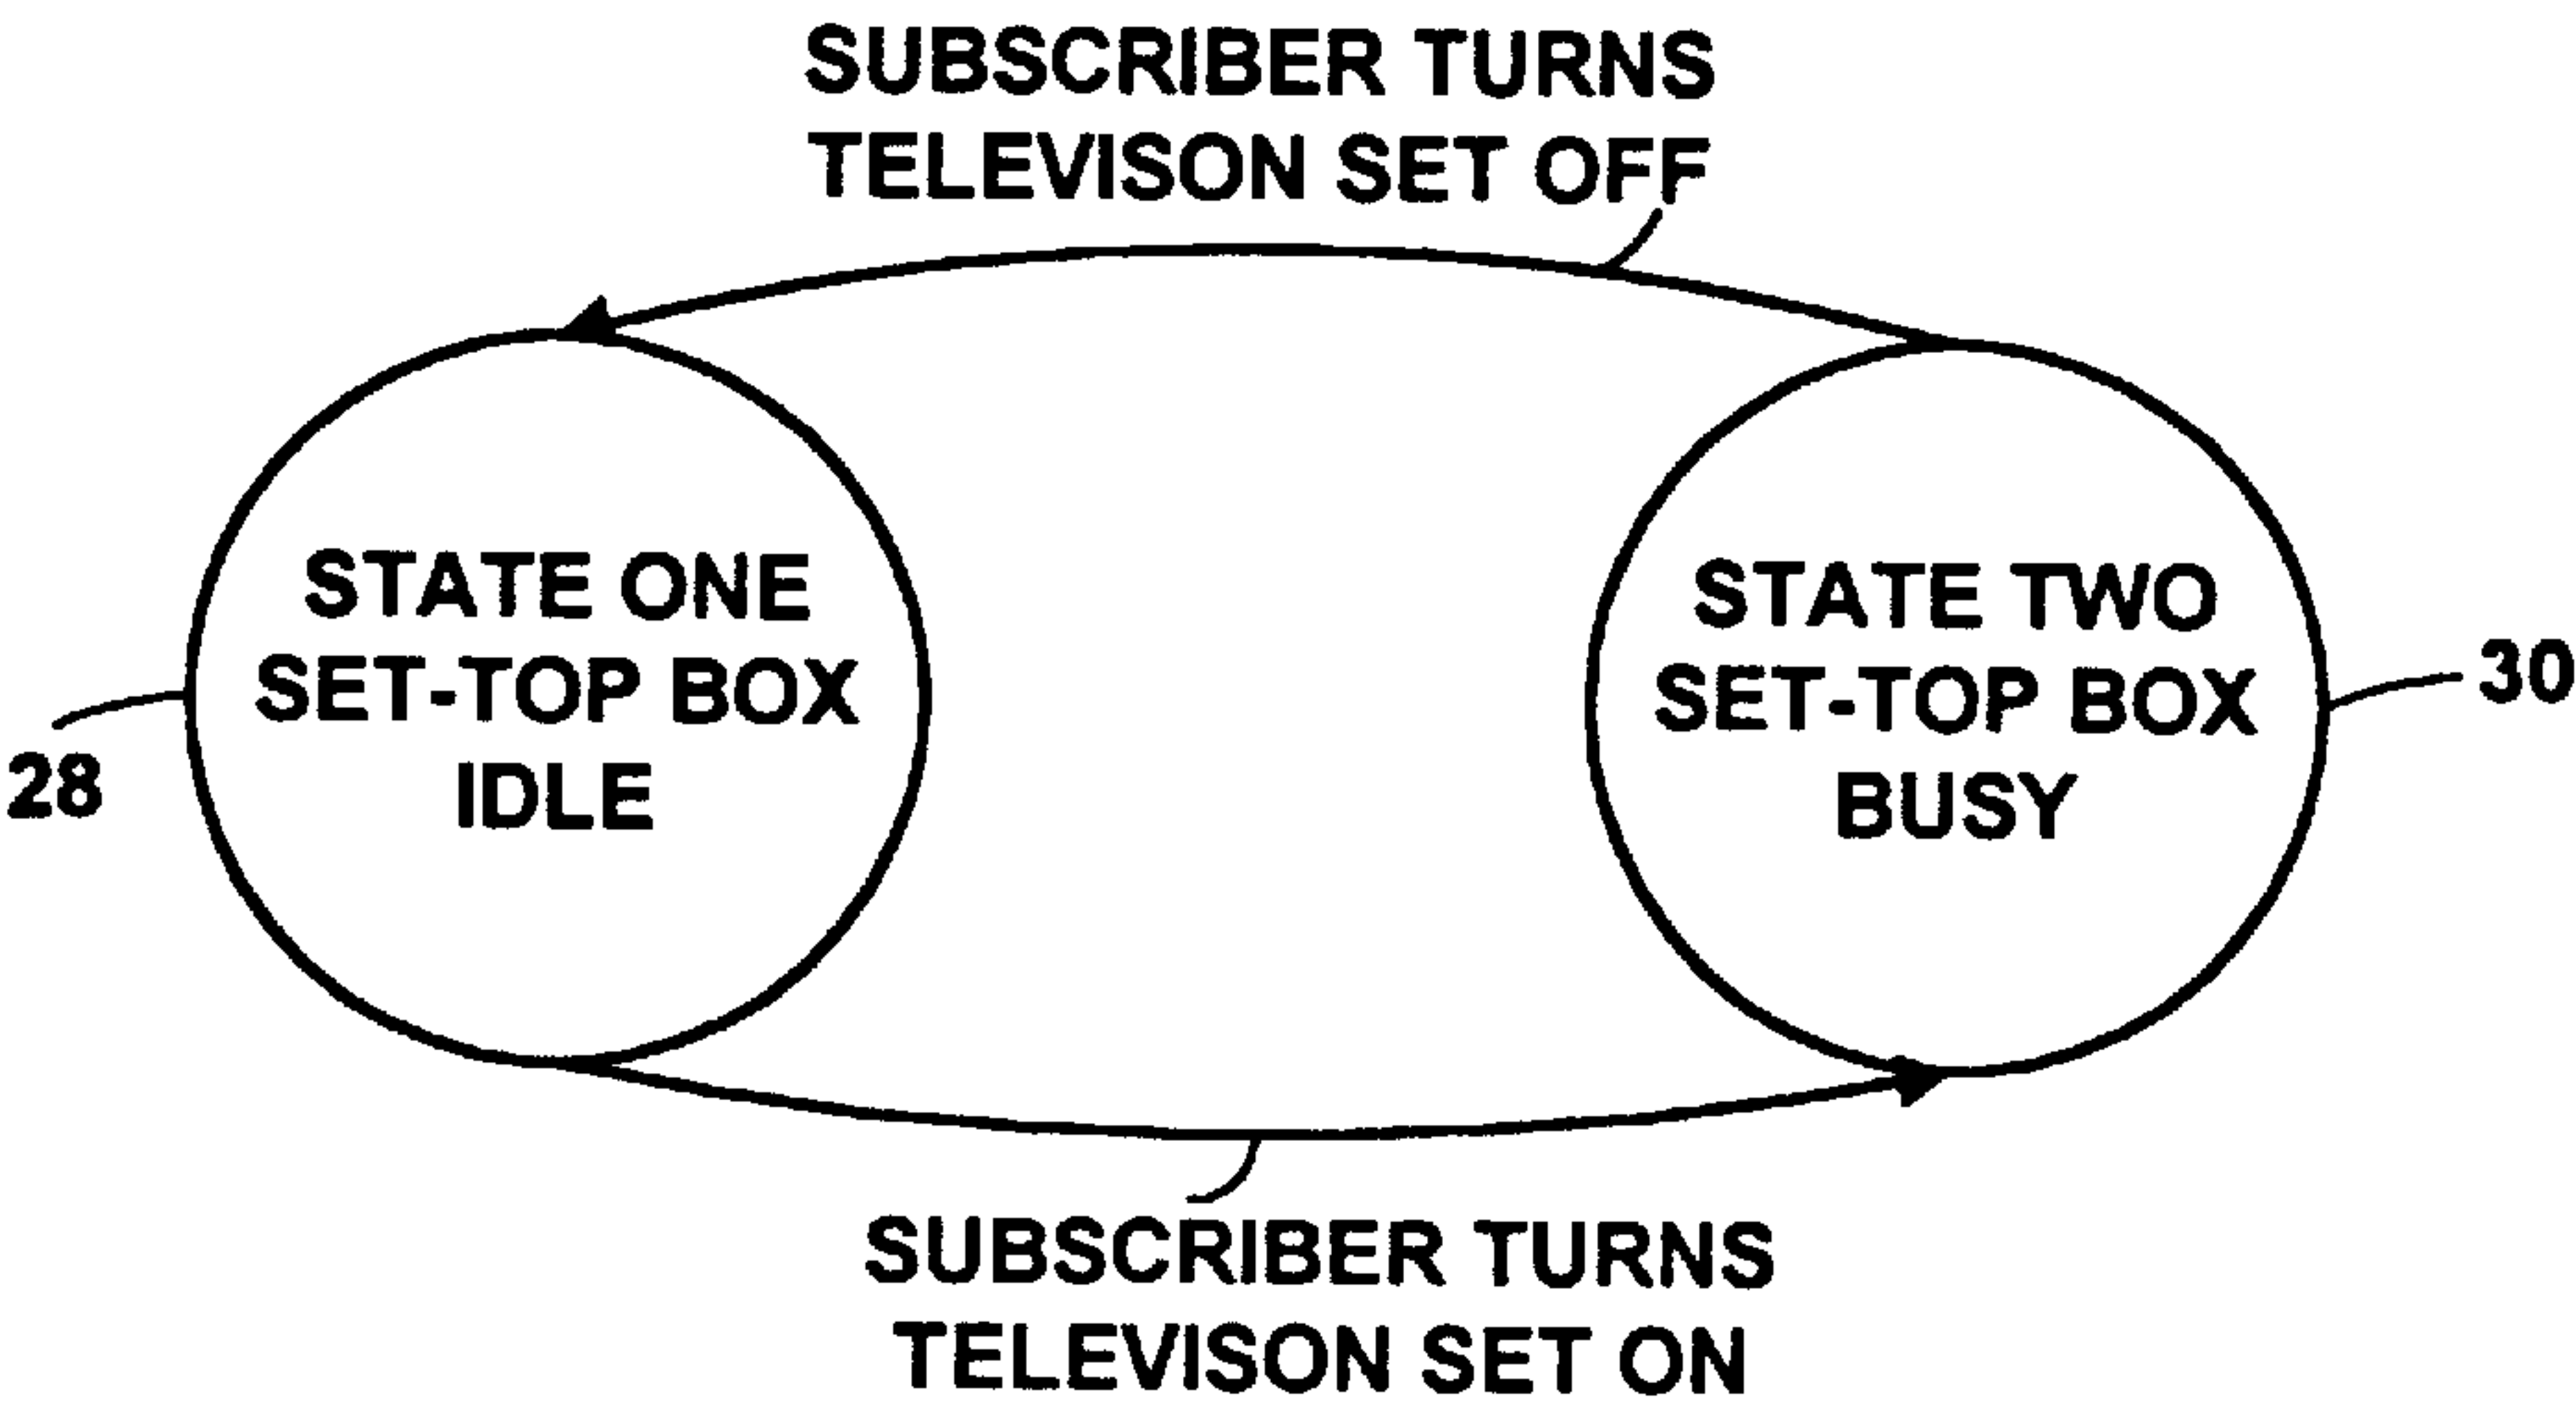 SUBSCRIBER TURNS
TELEVISON SET OFF
STATE ONE
SET-TOP BOX
IDLE
28
STATE TWO
SET-TOP BOX
BUSY
30
SUBSCRIBER TURNS
TELEVISON SET ON